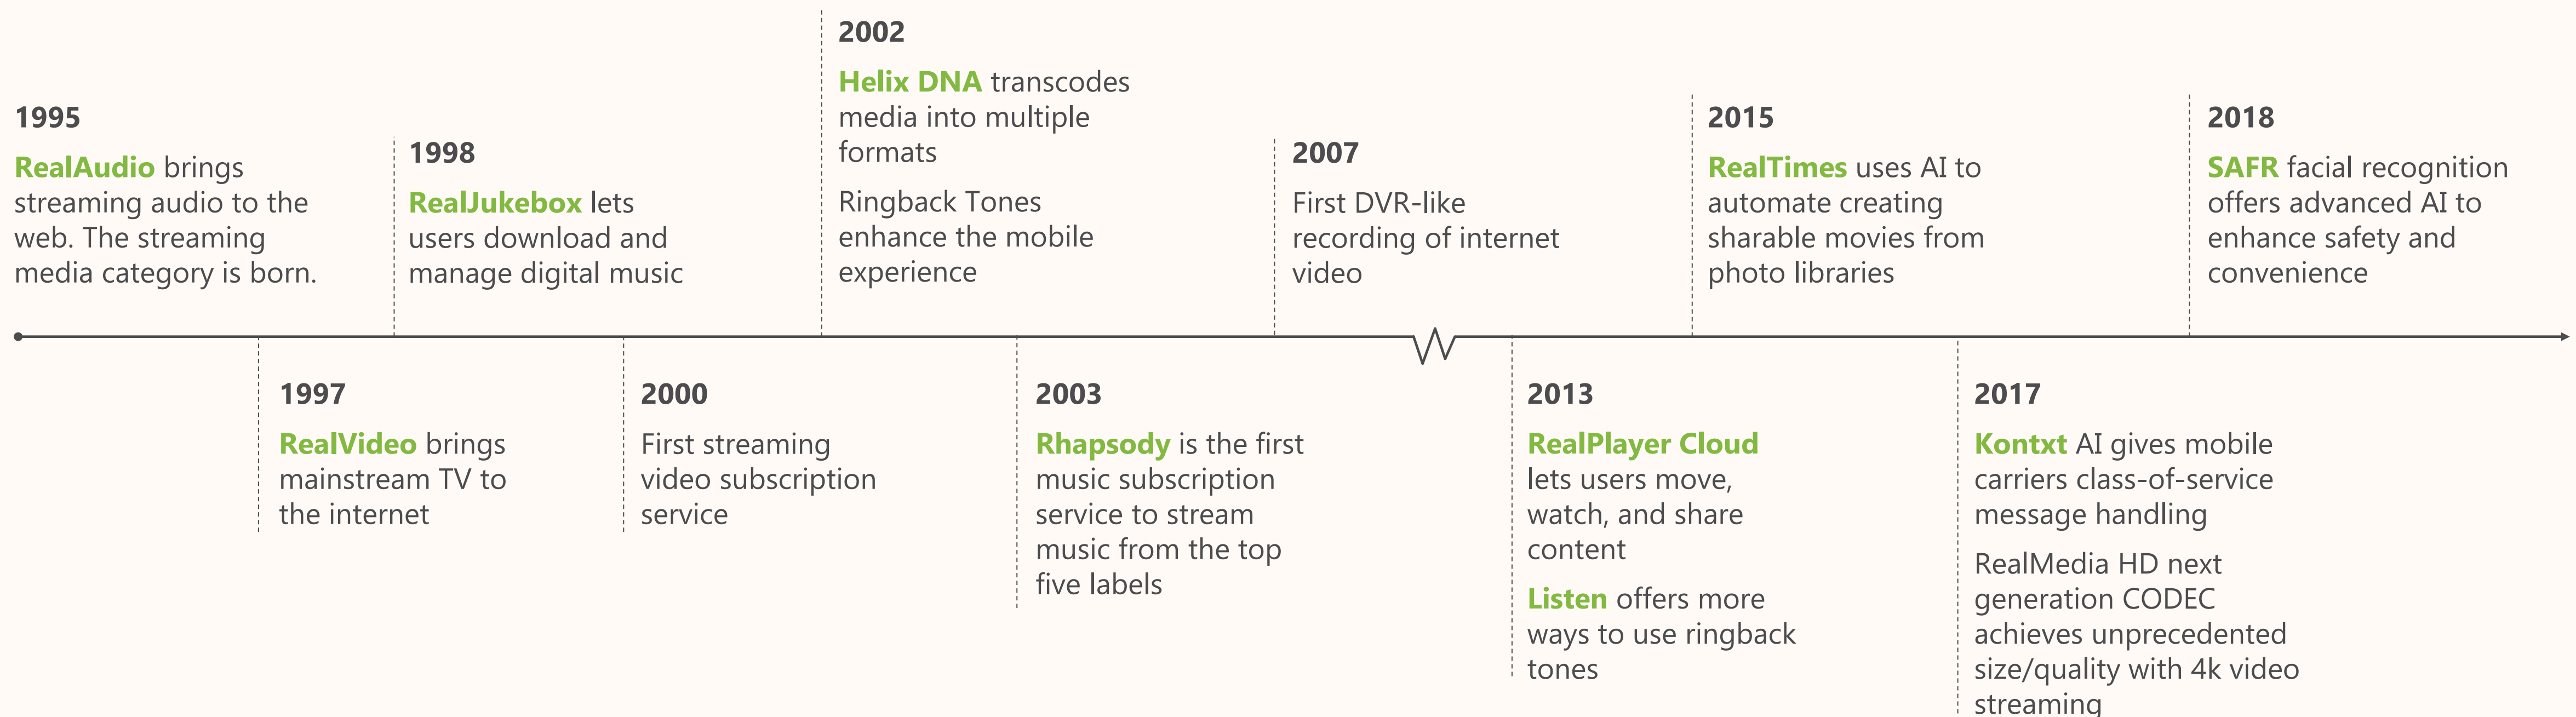 1995
RealAudio brings
streaming audio to the
web. The streaming
media category is born.
1997
RealVideo brings
mainstream TV to
the internet
1998
RealJukebox lets
users download and
manage digital music
2000
First streaming
video subscription
service
2002
Helix DNA transcodes
media into multiple
formats
Ringback Tones
enhance the mobile
experience
2003
Rhapsody is the first
music subscription
service to stream
music from the top
five labels
2007
First DVR-like
recording of internet
video
2013
RealPlayer Cloud
lets users move,
watch, and share
content
Listen offers more
ways to use ringback
tones
2015
RealTimes uses AI to
automate creating
sharable movies from
photo libraries
2017
Kontxt AI gives mobile
carriers class-of-service
message handling
RealMedia HD next
generation CODEC
achieves unprecedented
size/quality with 4k video
streaming
2018
SAFR facial recognition
offers advanced AI to
enhance safety and
convenience